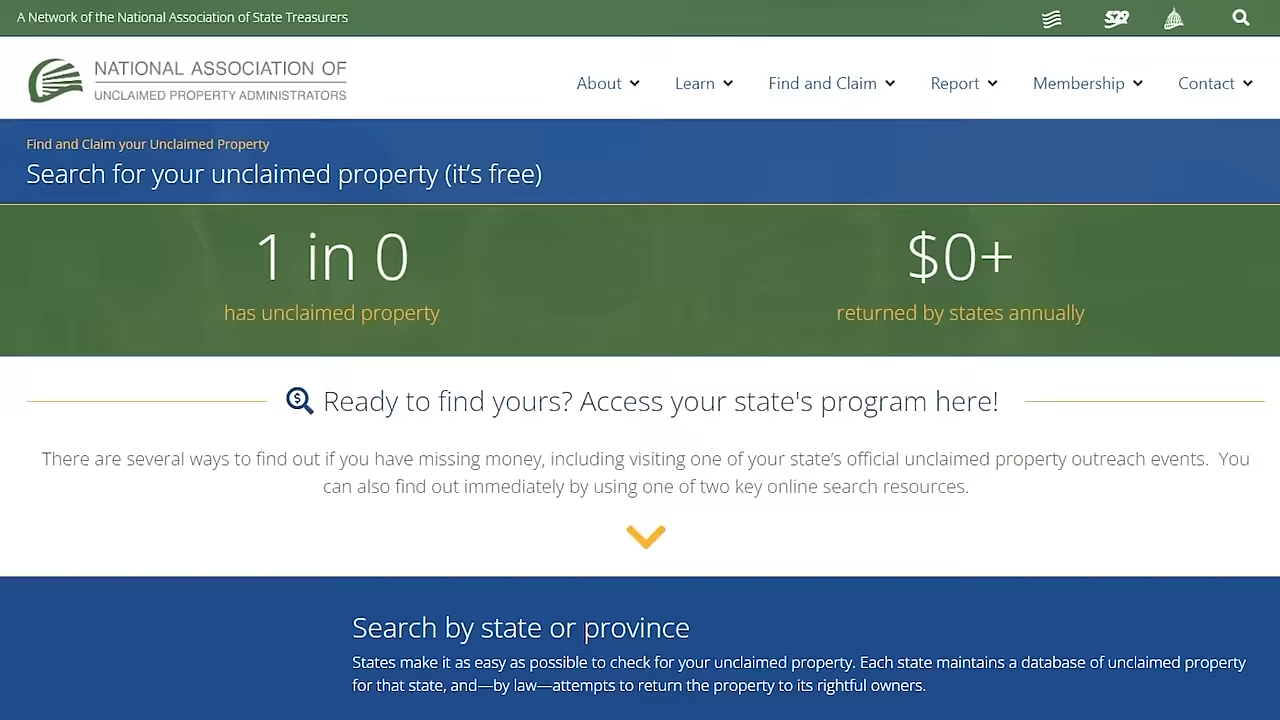 A Network of the National Association of State Treasurers
529
NATIONAL ASSOCIATION OF
UNCLAIMED PROPERTY ADMINISTRATORS
About Learn Find and Claim Report Membership Contact
Find and Claim your Unclaimed Property
Search for your unclaimed property (it’s free)
1 in 0
has unclaimed property
$0+
returned by states annually
$
Ready to find yours? Access your state's program here!
There are several ways to find out if you have missing money, including visiting one of your state’s official unclaimed property outreach events. You
can also find out immediately by using one of two key online search resources.
Search by state or province
States make it as easy as possible to check for your unclaimed property. Each state maintains a database of unclaimed property
for that state, and—by law—attempts to return the property to its rightful owners.